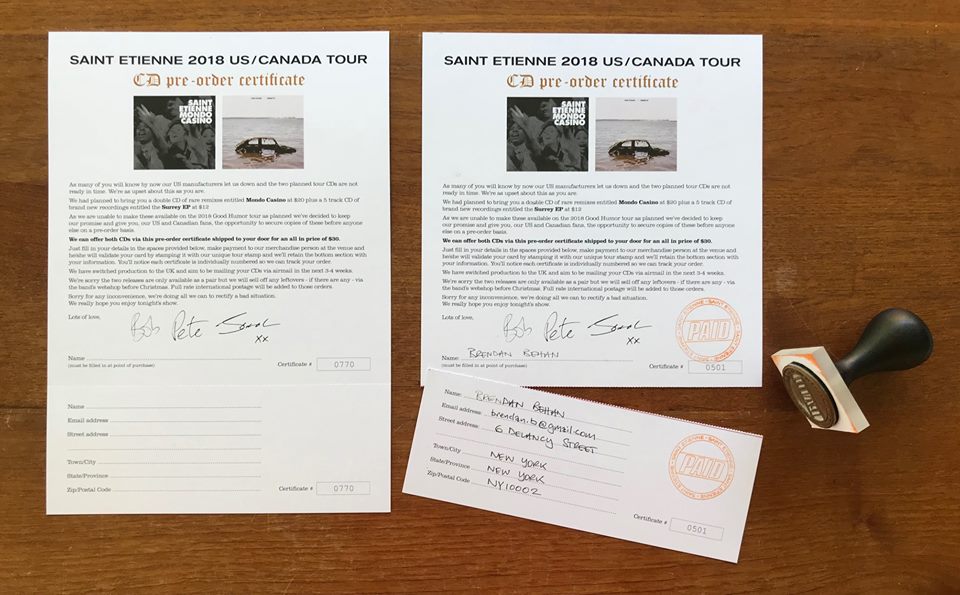 SAINT ETIENNE 2018 US/CANADA TOUR
CD pre-order certificate
SAINT
ETIENNE
MONDO
CASINO
As many of you will know by now our US manufacturers let us down and the two planned tour CDs are not
ready in time. We're as upset about this as you are.
We had planned to bring you a double CD of rare remixes entitled Mondo Casino at $20 plus a 5 track CD of
brand new recordings entitled the Surrey EP at $12
As we are unable to make these available on the 2018 Good Humor tour as planned we've decided to keep
our promise and give you, our US and Canadian fans, the opportunity to secure copies of these before anyone
else on a pre-order basis.
We can offer both CDs via this pre-order certificate shipped to your door for an all in price of $30.
Just fill in your details in the spaces provided below, make payment to our merchandise person at the venue and
he/she will validate your card by stamping it with our unique tour stamp and we'll retain the bottom section with
your information. You'll notice each certificate is individually numbered so we can track your order.
We have switched production to the UK and aim to be mailing your CDs via airmail in the next 3-4 weeks.
We're sorry the two releases are only available as a pair but we will sell off any leftovers - if there are any - via
the band's webshop before Christmas. Full rate international postage will be added to those orders.
Sorry for any inconvenience, we're doing all we can to rectify a bad situation.
We really hope you enjoy tonight's show.
Lots of love,
Bob Pete Sarah xx
Name
(must be filled in at point of purchase)
Certificate # 0770
Name
Email address
Street address
Town/City
State/Province
Zip/Postal Code
Certificate # 0770
SAINT ETIENNE 2018 US/CANADA TOUR
CD pre-order certificate
SAINT
ETIENNE
MONDO
CASINO
As many of you will know by now our US manufacturers let us down and the two planned tour CDs are not
ready in time. We're as upset about this as you are.
We had planned to bring you a double CD of rare remixes entitled Mondo Casino at $20 plus a 5 track CD of
brand new recordings entitled the Surrey EP at $12
As we are unable to make these available on the 2018 Good Humor tour as planned we've decided to keep
our promise and give you, our US and Canadian fans, the opportunity to secure copies of these before anyone
else on a pre-order basis.
We can offer both CDs via this pre-order certificate shipped to your door for an all in price of $30.
Just fill in your details in the spaces provided below, make payment to our merchandise person at the venue and
he/she will validate your card by stamping it with our unique tour stamp and we'll retain the bottom section with
your information. You'll notice each certificate is individually numbered so we can track your order.
We have switched production to the UK and aim to be mailing your CDs via airmail in the next 3-4 weeks.
We're sorry the two releases are only available as a pair but we will sell off any leftovers - if there are any - via
the band's webshop before Christmas. Full rate international postage will be added to those orders.
Sorry for any inconvenience, we're doing all we can to rectify a bad situation.
We really hope you enjoy tonight's show.
Lots of love,
Bob Pete Sarah xx
SAINT ETIENNE
PAID
Name: BRENDAN BEHAN
(must be filled in at point of purchase)
Certificate # 0501
Name: BRENDAN BEHAN
Email address: brendan.b@gmail.com
Street address: 6 DELANCY STREET
Town/City NEW YORK
State/Province NEW YORK
Zip/Postal Code NY10002
SAINT ETIENNE
PAID
Certificate # 0501